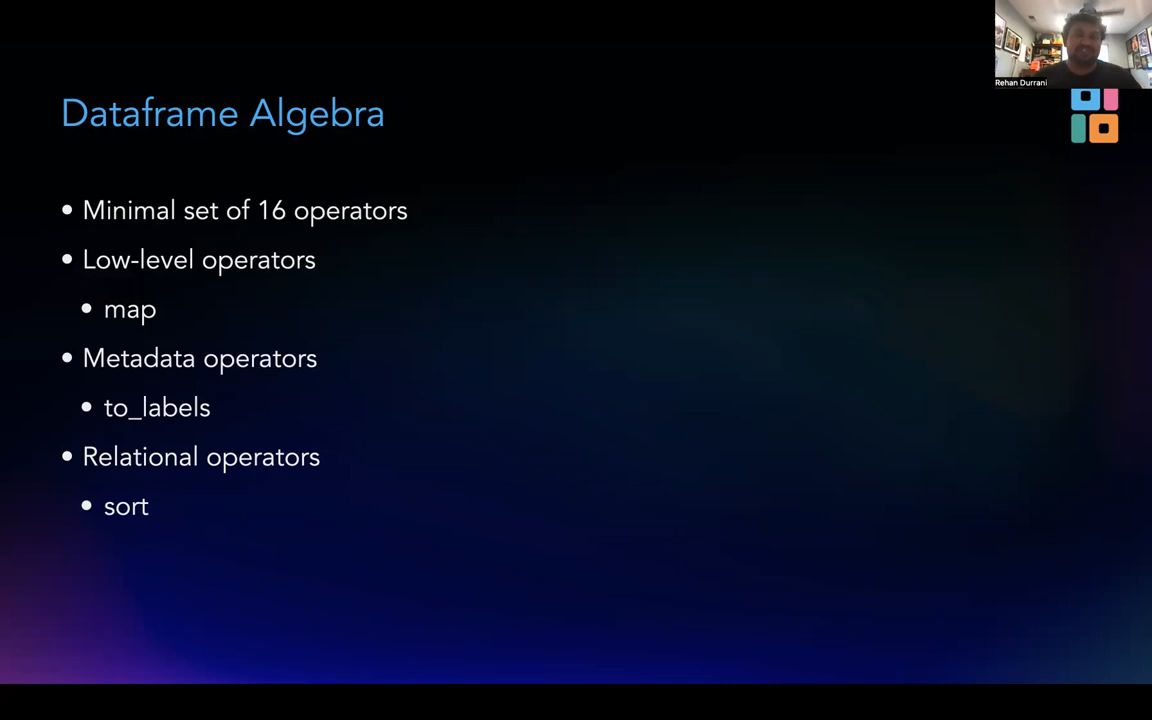 Rehan Durrani
Dataframe Algebra
• Minimal set of 16 operators
• Low-level operators
• map
• Metadata operators
• to_labels
• Relational operators
• sort